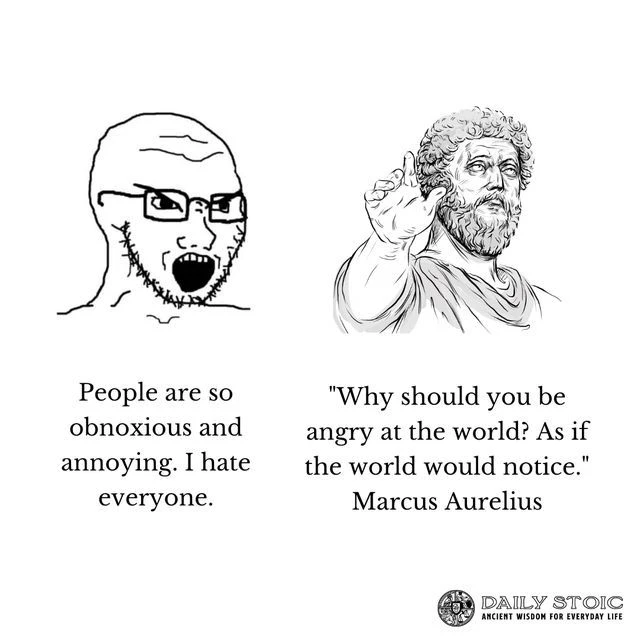 People are so
obnoxious and
annoying. I hate
everyone.
"Why should you be
angry at the world? As if
the world would notice."
Marcus Aurelius
DAILY STOIC
ANCIENT WISDOM FOR EVERYDAY LIFE